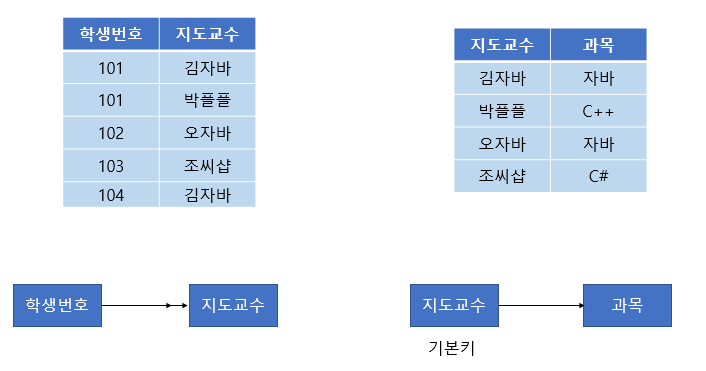 학생번호 지도교수
101 김자바
101 박플플
102 오자바
103 조씨샵
104 김자바
지도교수 과목
김자바 자바
박플플 C++
오자바 자바
조씨샵 C#
학생번호 지도교수
지도교수 과목
기본키